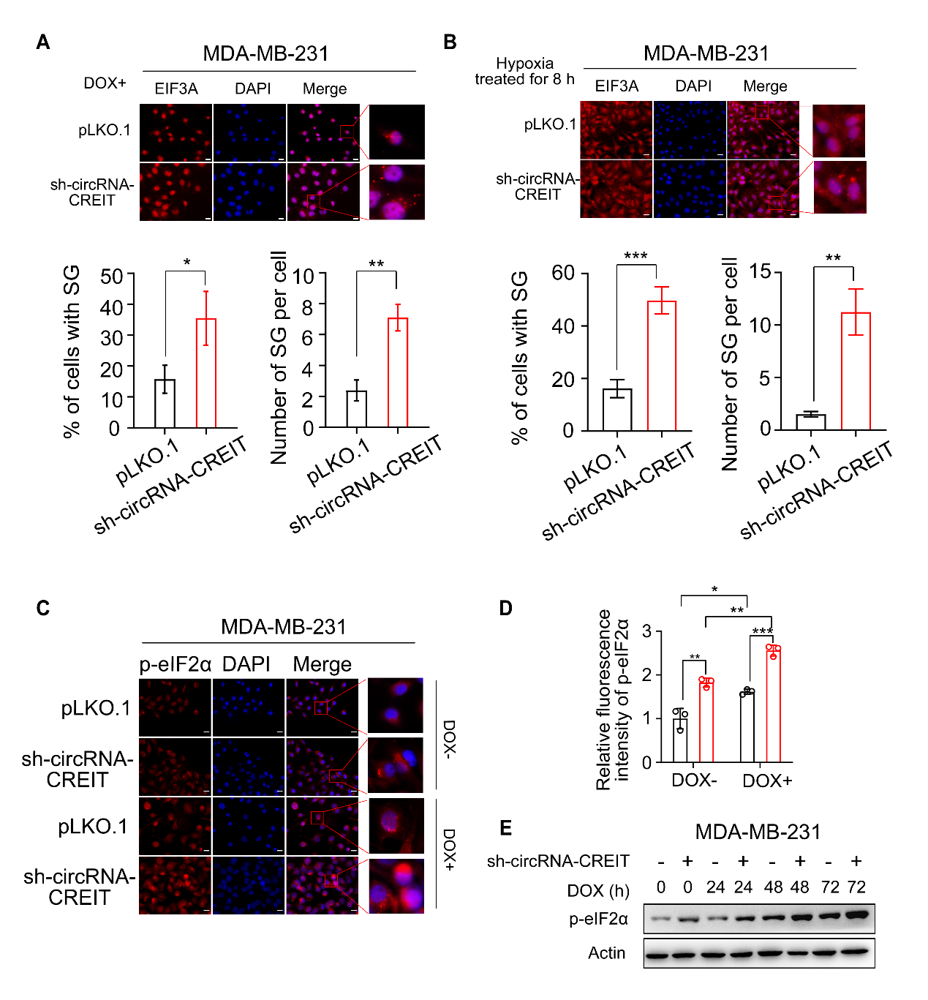 A
MDA-MB-231
DOX+
EIF3A DAPI Merge
pLKO.1
sh-circRNA-
CREIT
% of cells with SG
50
40
30
20
10
0
*
pLKO.1
sh-circRNA-CREIT
Number of SG per cell
10
8
6
4
2
0
**
pLKO.1
sh-circRNA-CREIT
B
MDA-MB-231
Hypoxia
treated for 8 h
EIF3A DAPI Merge
pLKO.1
sh-circRNA-
CREIT
% of cells with SG
60
40
20
0
***
pLKO.1
sh-circRNA-CREIT
Number of SG per cell
15
10
5
0
**
pLKO.1
sh-circRNA-CREIT
C
MDA-MB-231
p-eIF2α DAPI Merge
pLKO.1
sh-circRNA-
CREIT
DOX-
pLKO.1
sh-circRNA-
CREIT
DOX+
D
Relative fluorescence
intensity of p-eIF2α
3
2
1
0
*
**
***
**
DOX- DOX+
E
MDA-MB-231
sh-circRNA-CREIT - + - + - + - +
DOX (h) 0 0 24 24 48 48 72 72
p-eIF2α
Actin